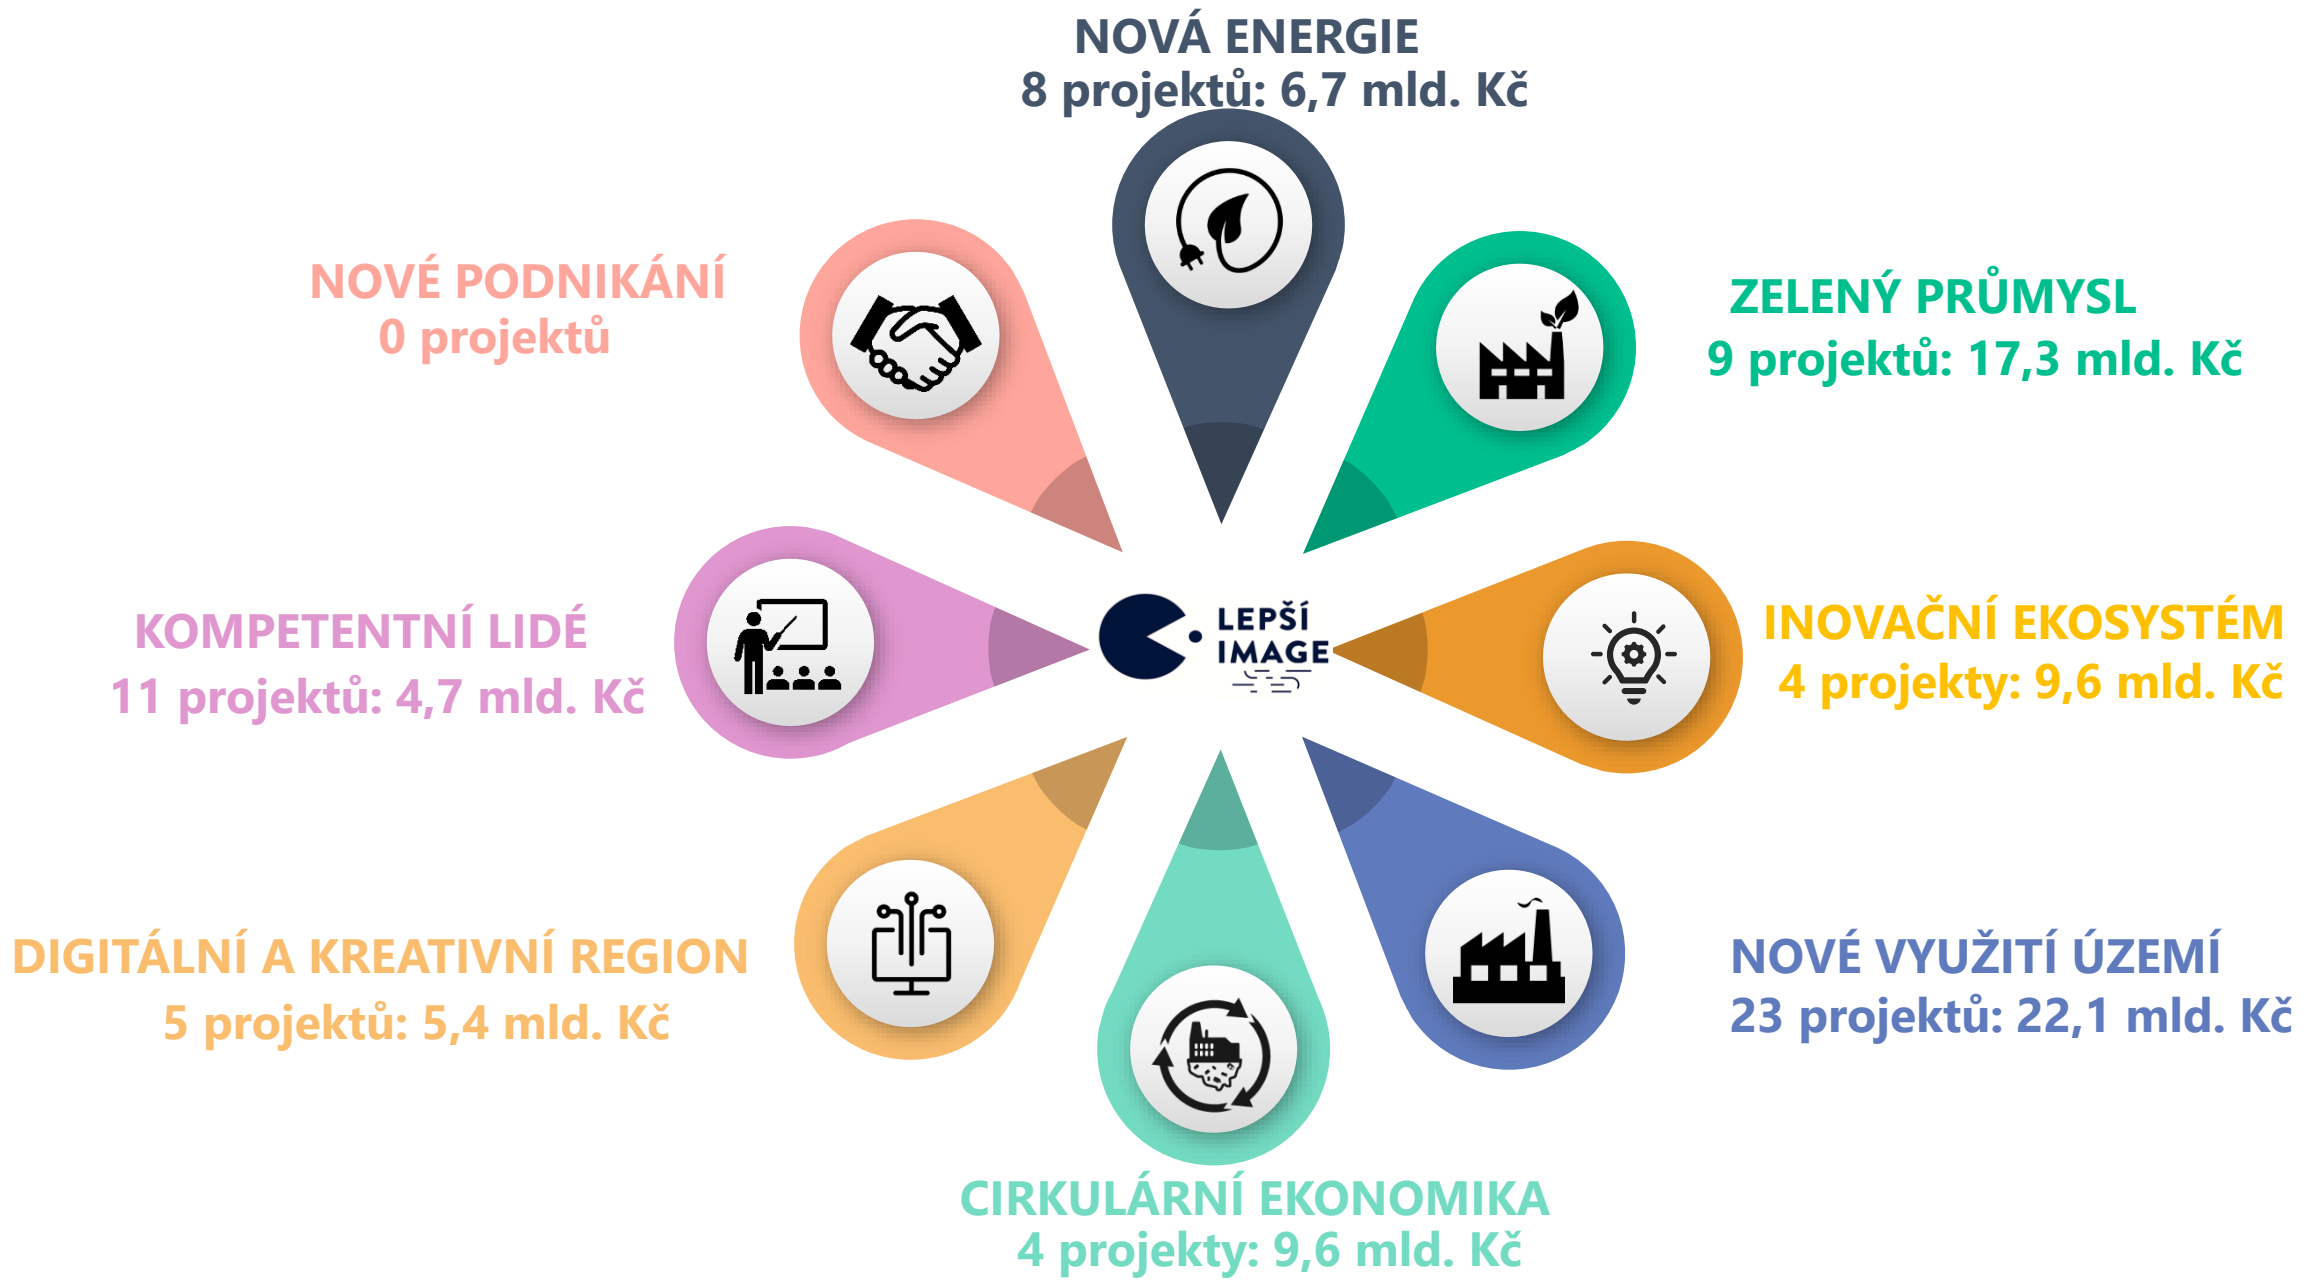 NOVÁ ENERGIE
8 projektů: 6,7 mld. Kč
ZELENÝ PRŮMYSL
9 projektů: 17,3 mld. Kč
INOVAČNÍ EKOSYSTÉM
4 projekty: 9,6 mld. Kč
NOVÉ VYUŽITÍ ÚZEMÍ
23 projektů: 22,1 mld. Kč
CIRKULÁRNÍ EKONOMIKA
4 projekty: 9,6 mld. Kč
DIGITÁLNÍ A KREATIVNÍ REGION
5 projektů: 5,4 mld. Kč
KOMPETENTNÍ LIDÉ
11 projektů: 4,7 mld. Kč
NOVÉ PODNIKÁNÍ
0 projektů
LEPŠÍ
IMAGE